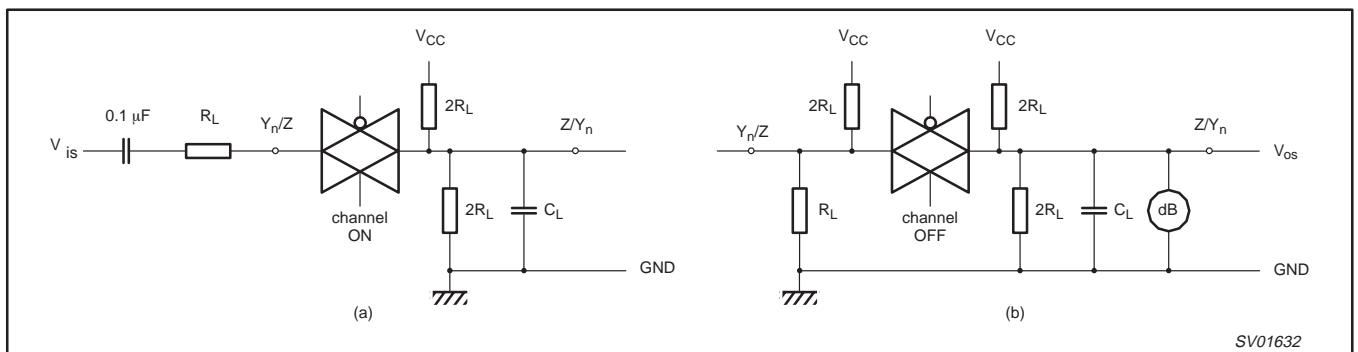 VCC
0.1 μF
RL
Yn/Z
2RL
Vis
Z/Yn
channel
ON
2RL
CL
GND
(a)
VCC
VCC
2RL
2RL
Yn/Z
Z/Yn
Vos
RL
channel
OFF
2RL
CL
dB
GND
(b)
SV01632